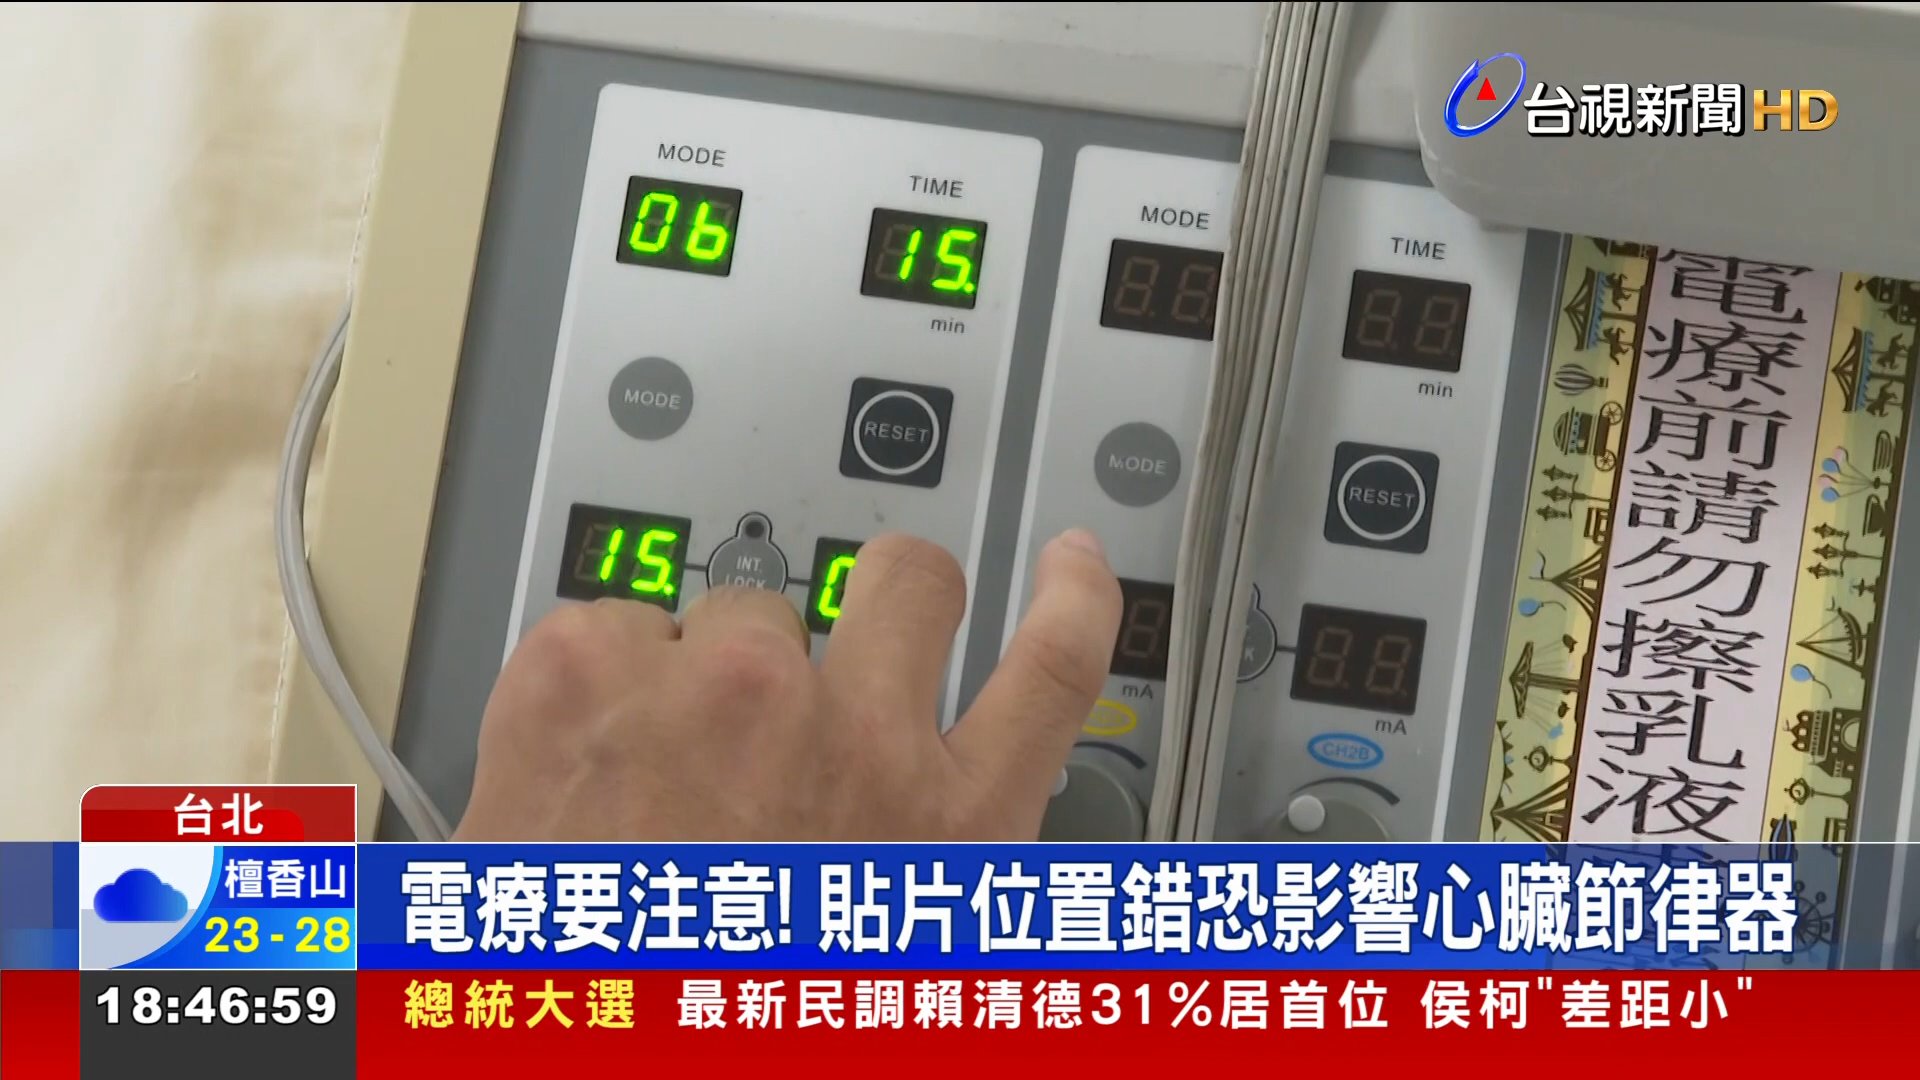 台視新聞HD
MODE
06
TIME
15.
min
MODE
RESET
15.
INT.
LOCK
MODE
TIME
min
MODE
RESET
mA
mA
CH2B
電療前請勿擦乳液
台北
檀香山
23-28
18:46:59
電療要注意! 貼片位置錯恐影響心臟節律器
總統大選 最新民調賴清德31%居首位 侯柯"差距小"